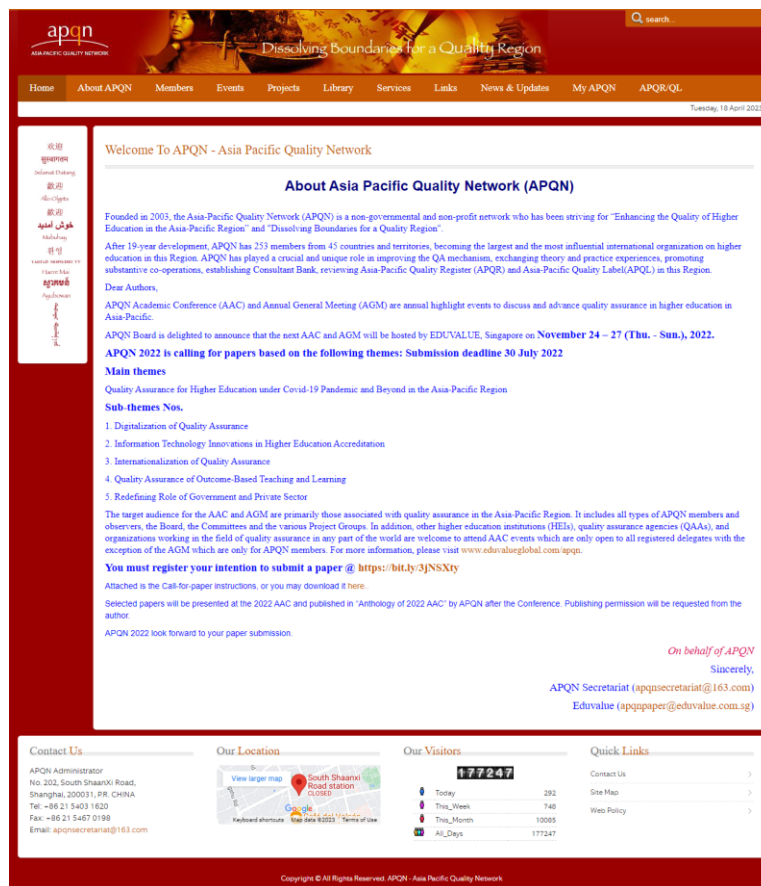 apqn
ASIA-PACIFIC QUALITY NETWORK
Dissolving Boundaries for a Quality Region
search...
Home About APQN Members Events Projects Library Services Links News & Updates My APQN APQR/QL
Tuesday, 18 April 2023
欢迎
सुस्वागतम
Selamat Datang
歡迎
Allo Olgets
歓迎
خوش آمدید
Mabuhay
환영
Haere Mai
ស្វាគមន៍
Ayubowan
Welcome To APQN - Asia Pacific Quality Network
About Asia Pacific Quality Network (APQN)
Founded in 2003, the Asia-Pacific Quality Network (APQN) is a non-governmental and non-profit network who has been striving for “Enhancing the Quality of Higher
Education in the Asia-Pacific Region” and "Dissolving Boundaries for a Quality Region".
After 19-year development, APQN has 253 members from 45 countries and territories, becoming the largest and the most influential international organization on higher
education in this Region. APQN has played a crucial and unique role in improving the QA mechanism, exchanging theory and practice experiences, promoting
substantive co-operations, establishing Consultant Bank, reviewing Asia-Pacific Quality Register (APQR) and Asia-Pacific Quality Label(APQL) in this Region.
Dear Authors,
APQN Academic Conference (AAC) and Annual General Meeting (AGM) are annual highlight events to discuss and advance quality assurance in higher education in
Asia-Pacific.
APQN Board is delighted to announce that the next AAC and AGM will be hosted by EDUVALUE, Singapore on November 24 – 27 (Thu. - Sun.), 2022.
APQN 2022 is calling for papers based on the following themes: Submission deadline 30 July 2022
Main themes
Quality Assurance for Higher Education under Covid-19 Pandemic and Beyond in the Asia-Pacific Region
Sub-themes Nos.
1. Digitalization of Quality Assurance
2. Information Technology Innovations in Higher Education Accreditation
3. Internationalization of Quality Assurance
4. Quality Assurance of Outcome-Based Teaching and Learning
5. Redefining Role of Government and Private Sector
The target audience for the AAC and AGM are primarily those associated with quality assurance in the Asia-Pacific Region. It includes all types of APQN members and
observers, the Board, the Committees and the various Project Groups. In addition, other higher education institutions (HEIs), quality assurance agencies (QAAs), and
organizations working in the field of quality assurance in any part of the world are welcome to attend AAC events which are only open to all registered delegates with the
exception of the AGM which are only for APQN members. For more information, please visit www.eduvalueglobal.com/apqn.
You must register your intention to submit a paper @ https://bit.ly/3jNSXty
Attached is the Call-for-paper instructions, or you may download it here.
Selected papers will be presented at the 2022 AAC and published in “Anthology of 2022 AAC” by APQN after the Conference. Publishing permission will be requested from the
author.
APQN 2022 look forward to your paper submission.
On behalf of APQN
Sincerely,
APQN Secretariat (apqnsecretariat@163.com)
Eduvalue (apqnpaper@eduvalue.com.sg)
Contact Us
APQN Administrator
No. 202, South ShaanXi Road,
Shanghai, 200031, P.R. CHINA
Tel: +86 21 5403 1620
Fax: +86 21 5467 0198
Email: apqnsecretariat@163.com
Our Location
View larger map
South Shaanxi
Road station
CLOSED
Google
Keyboard shortcuts Map data ©2023 Terms of Use
Our Visitors
177247
Today 292
This_Week 746
This_Month 10085
All_Days 177247
Quick Links
Contact Us
Site Map
Web Policy
Copyright © All Rights Reserved. APQN - Asia Pacific Quality Network